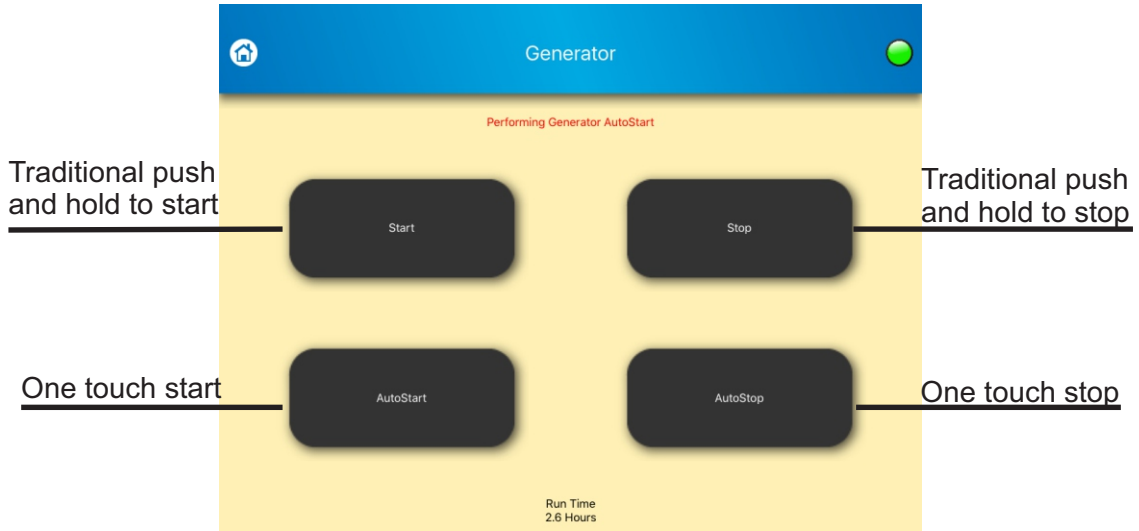 Generator
Performing Generator AutoStart
Traditional push
and hold to start
Start
Stop
Traditional push
and hold to stop
One touch start
AutoStart
AutoStop
One touch stop
Run Time
2.6 Hours